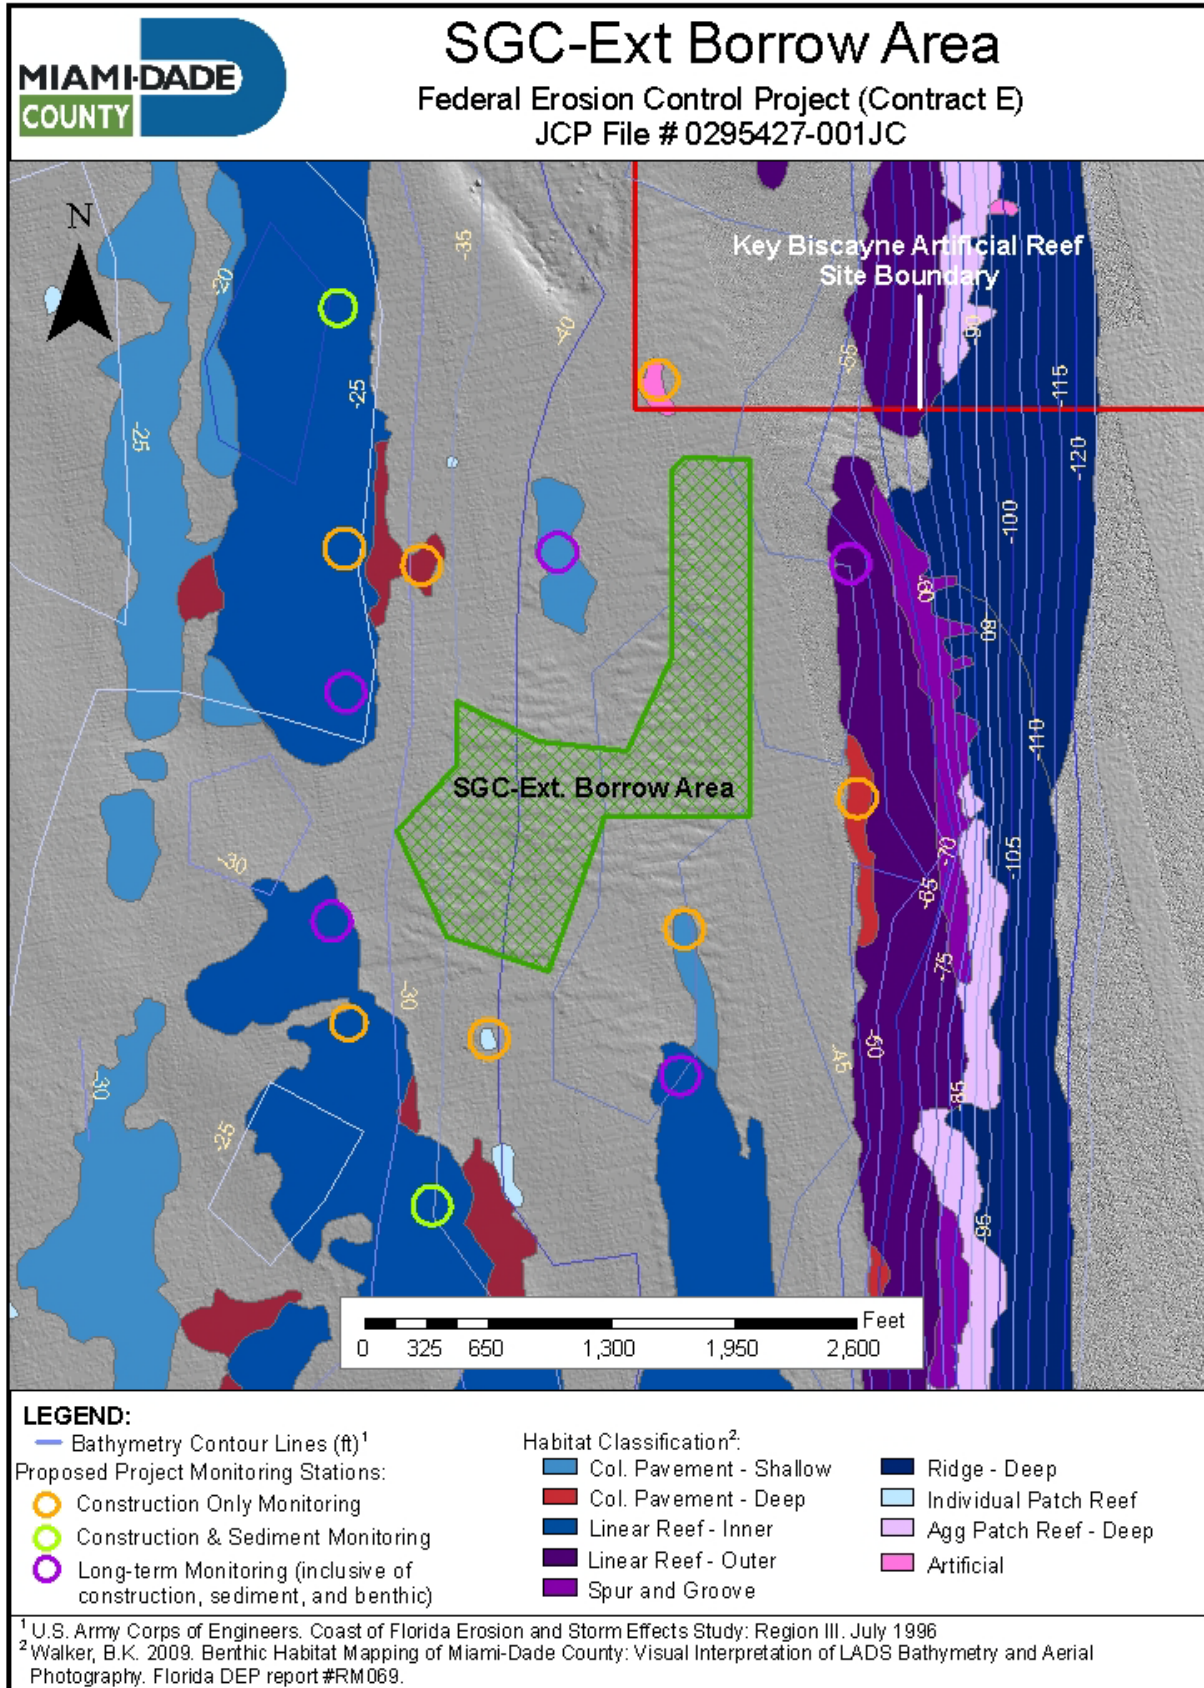 MIAMI-DADE
COUNTY
SGC-Ext Borrow Area
Federal Erosion Control Project (Contract E)
JCP File # 0295427-001JC
N
Key Biscayne Artificial Reef
Site Boundary
-35
-20
-40
-90
-55
-25
-115
-25
-120
-100
-60
-80
-110
SGC-Ext. Borrow Area
-70
-105
-30
-65
-75
-30
-60
-45
-30
-85
-25
-95
Feet
0 325 650 1,300 1,950 2,600
LEGEND:
Bathymetry Contour Lines (ft)1
Proposed Project Monitoring Stations:
Construction Only Monitoring
Construction & Sediment Monitoring
Long-term Monitoring (inclusive of
construction, sediment, and benthic)
Habitat Classification2:
Col. Pavement - Shallow
Col. Pavement - Deep
Linear Reef - Inner
Linear Reef - Outer
Spur and Groove
Ridge - Deep
Individual Patch Reef
Agg Patch Reef - Deep
Artificial
1 U.S. Army Corps of Engineers. Coast of Florida Erosion and Storm Effects Study: Region III. July 1996
2 Walker, B.K. 2009. Benthic Habitat Mapping of Miami-Dade County: Visual Interpretation of LADS Bathymetry and Aerial
Photography. Florida DEP report #RM069.